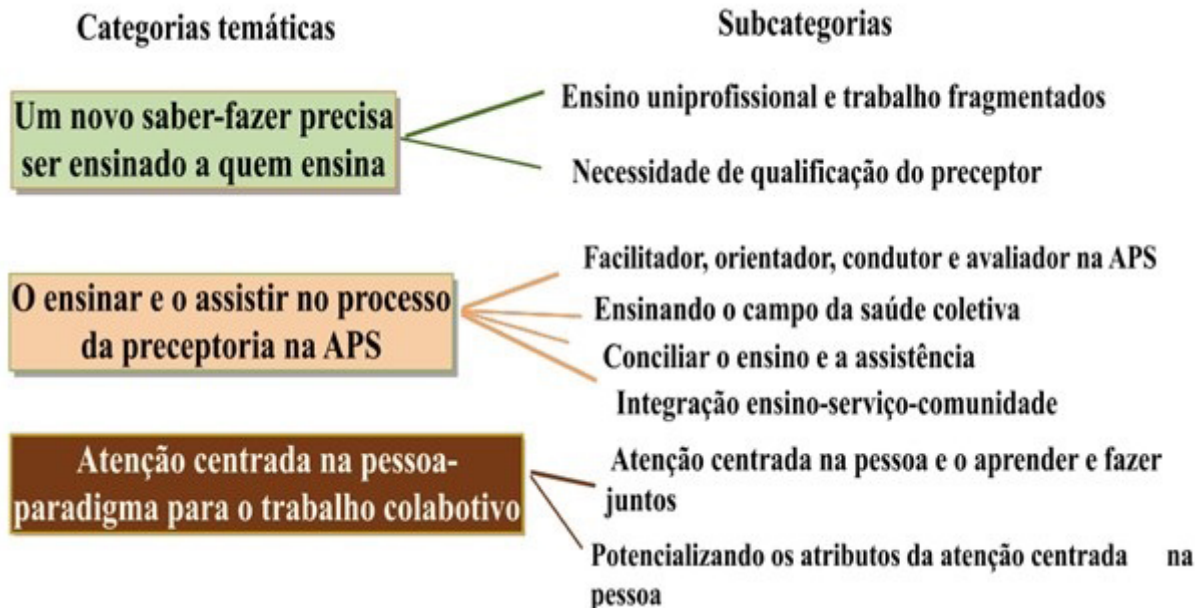 Categorias temáticas
Subcategorias
Um novo saber-fazer precisa
ser ensinado a quem ensina
Ensino uniprofissional e trabalho fragmentados
Necessidade de qualificação do preceptor
O ensinar e o assistir no processo
da preceptoria na APS
Facilitador, orientador, condutor e avaliador na APS
Ensinando o campo da saúde coletiva
Conciliar o ensino e a assistência
Integração ensino-serviço-comunidade
Atenção centrada na pessoa-
paradigma para o trabalho colabotivo
Atenção centrada na pessoa e o aprender e fazer
juntos
Potencializando os atributos da atenção centrada na
pessoa